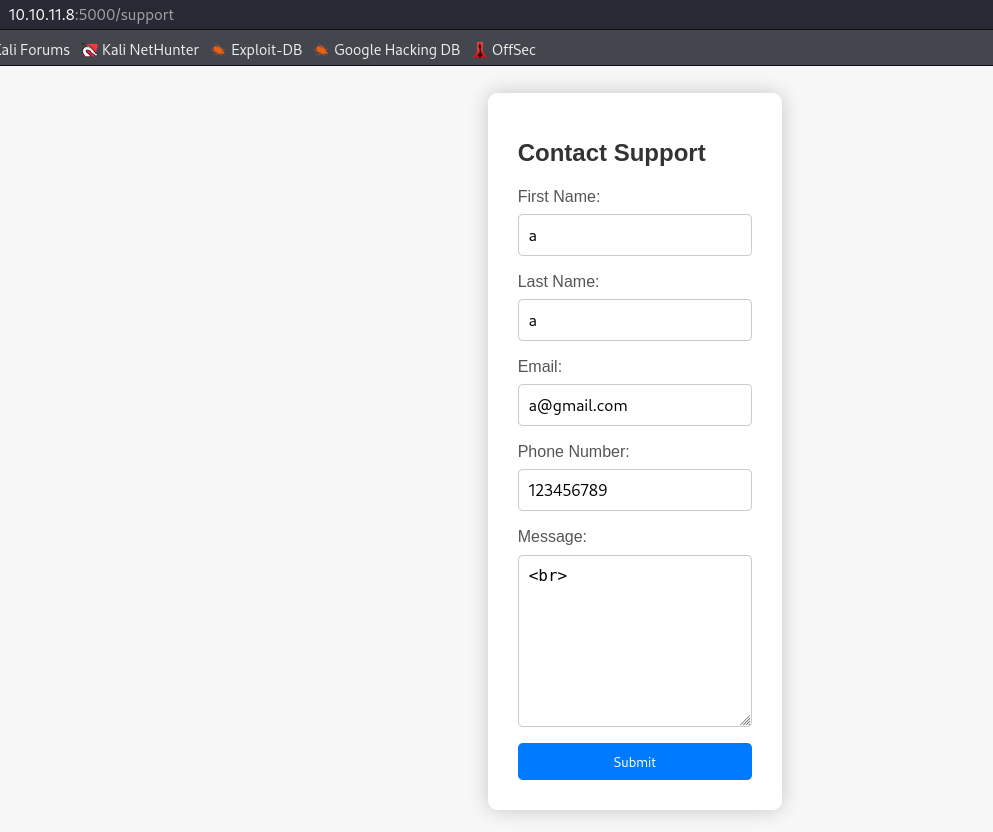 10.10.11.8:5000/support
Kali Forums Kali NetHunter Exploit-DB Google Hacking DB OffSec
Contact Support
First Name:
a
Last Name:
a
Email:
a@gmail.com
Phone Number:
123456789
Message:
<br>
Submit